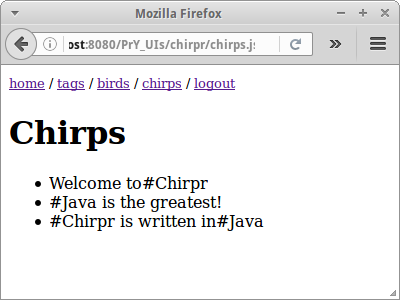 Mozilla Firefox
ost:8080/PrY_UIs/chirpr/chirps.js
home / tags / birds / chirps / logout
Chirps
Welcome to#Chirpr
#Java is the greatest!
#Chirpr is written in#Java